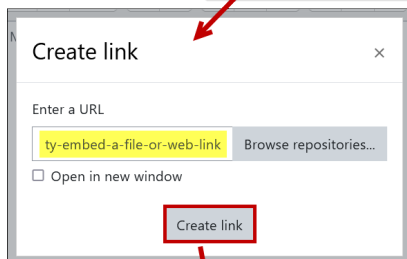 Create link ×
Enter a URL
ty-embed-a-file-or-web-link Browse repositories...
Open in new window
Create link